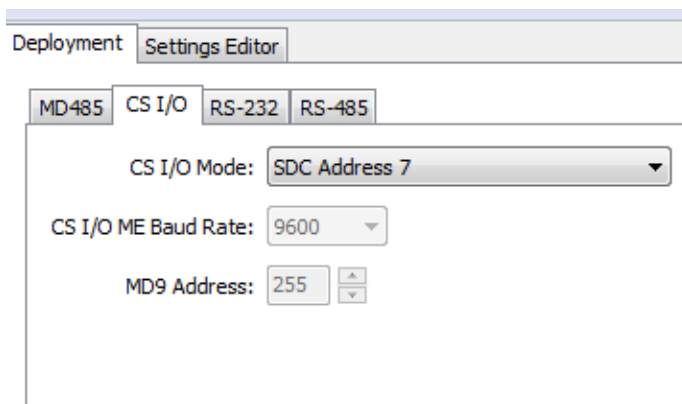 Deployment Settings Editor
MD485 CS I/O RS-232 RS-485
CS I/O Mode: SDC Address 7
CS I/O ME Baud Rate: 9600
MD9 Address: 255